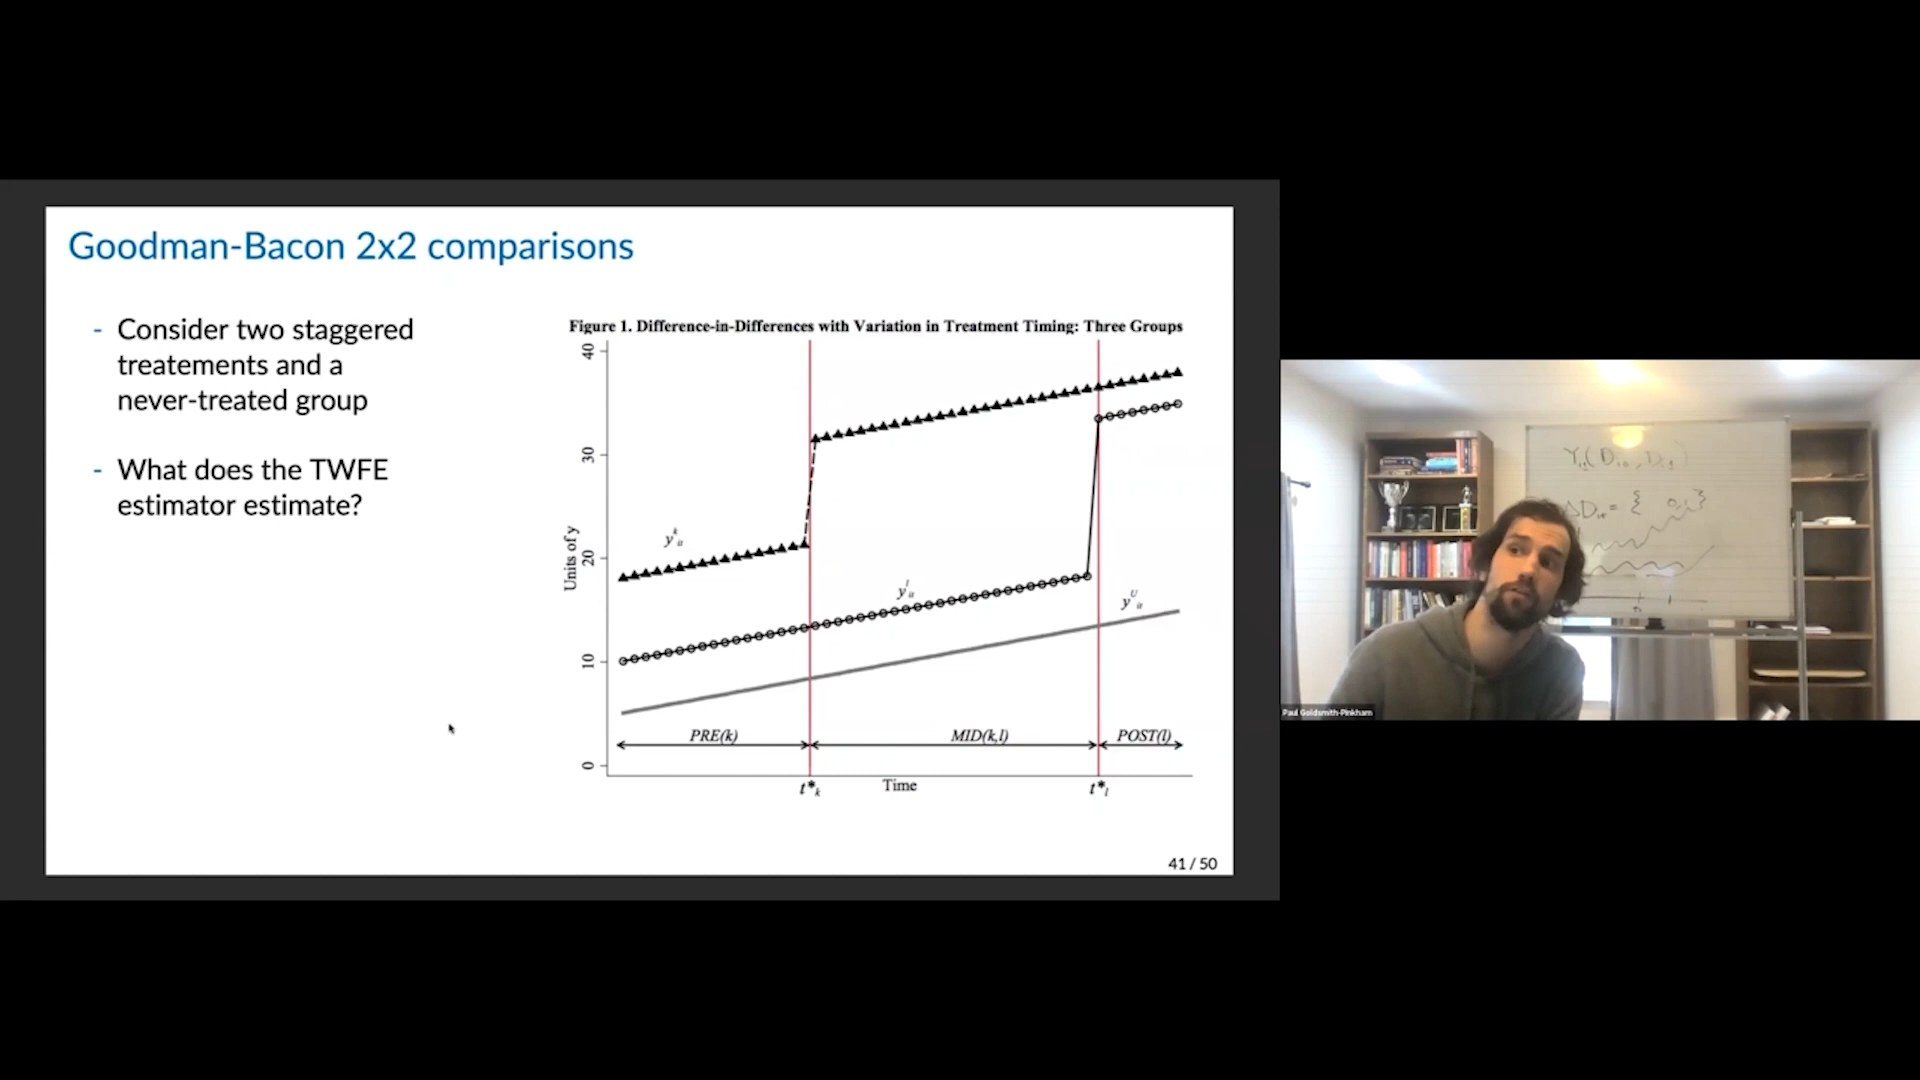 Goodman-Bacon 2x2 comparisons
- Consider two staggered
treatements and a
never-treated group
- What does the TWFE
estimator estimate?
Figure 1. Difference-in-Differences with Variation in Treatment Timing: Three Groups
Units of y
40
30
20
10
0
y^k_it
y^l_it
y^U_it
PRE(k)
MID(k,l)
POST(l)
t*_k
Time
t*_l
41 / 50
Paul Goldsmith-Pinkham